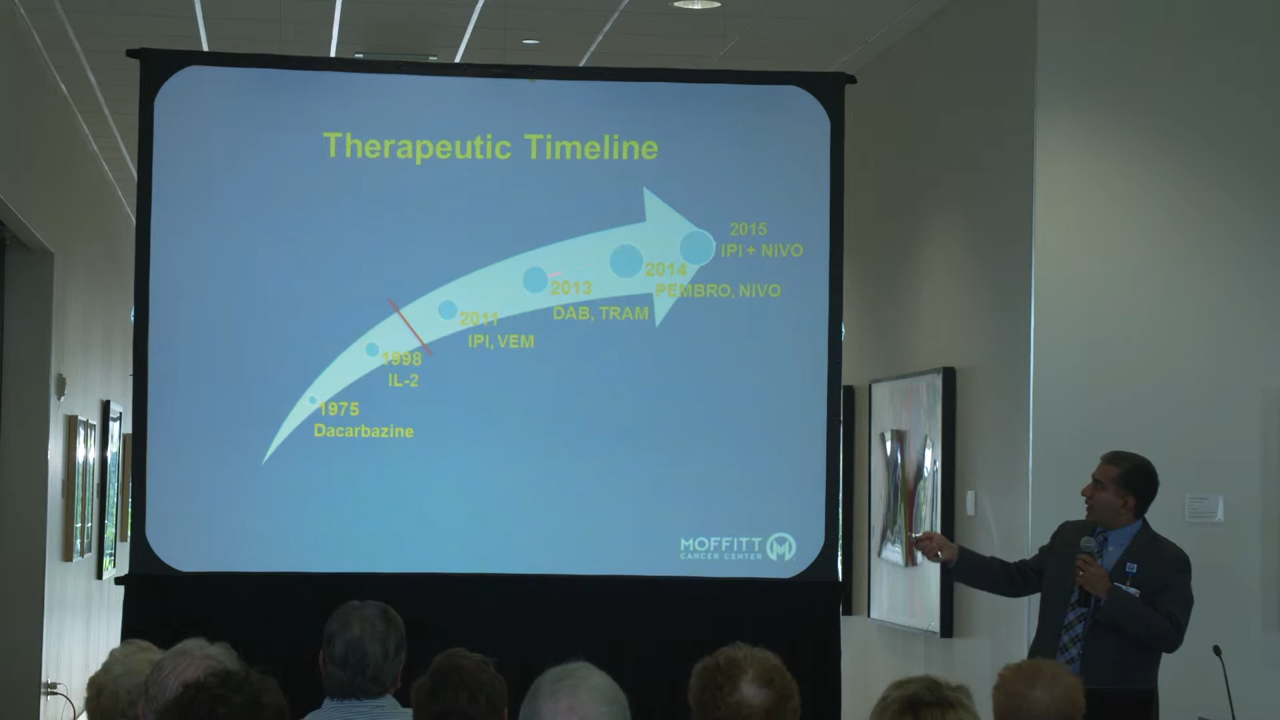 Therapeutic Timeline
2015
IPI + NIVO
2014
PEMBRO, NIVO
2013
DAB, TRAM
2011
IPI, VEM
1998
IL-2
1975
Dacarbazine
MOFFITT
CANCER CENTER